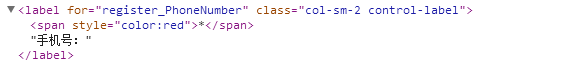 ▼<label for="register_PhoneNumber" class="col-sm-2 control-label">
<span style="color:red">*</span>
"手机号："
</label>